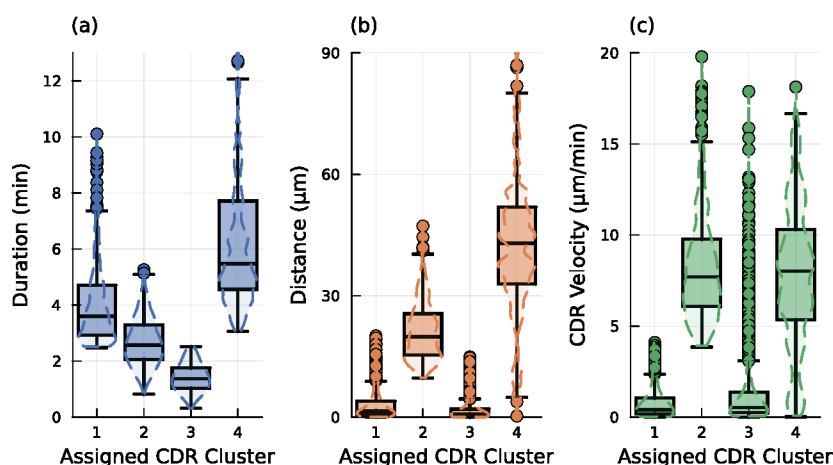 (a)
Duration (min)
12
10
8
6
4
2
0
1 2 3 4
Assigned CDR Cluster
(b)
Distance (μm)
90
60
30
0
1 2 3 4
Assigned CDR Cluster
(c)
CDR Velocity (μm/min)
20
15
10
5
0
1 2 3 4
Assigned CDR Cluster